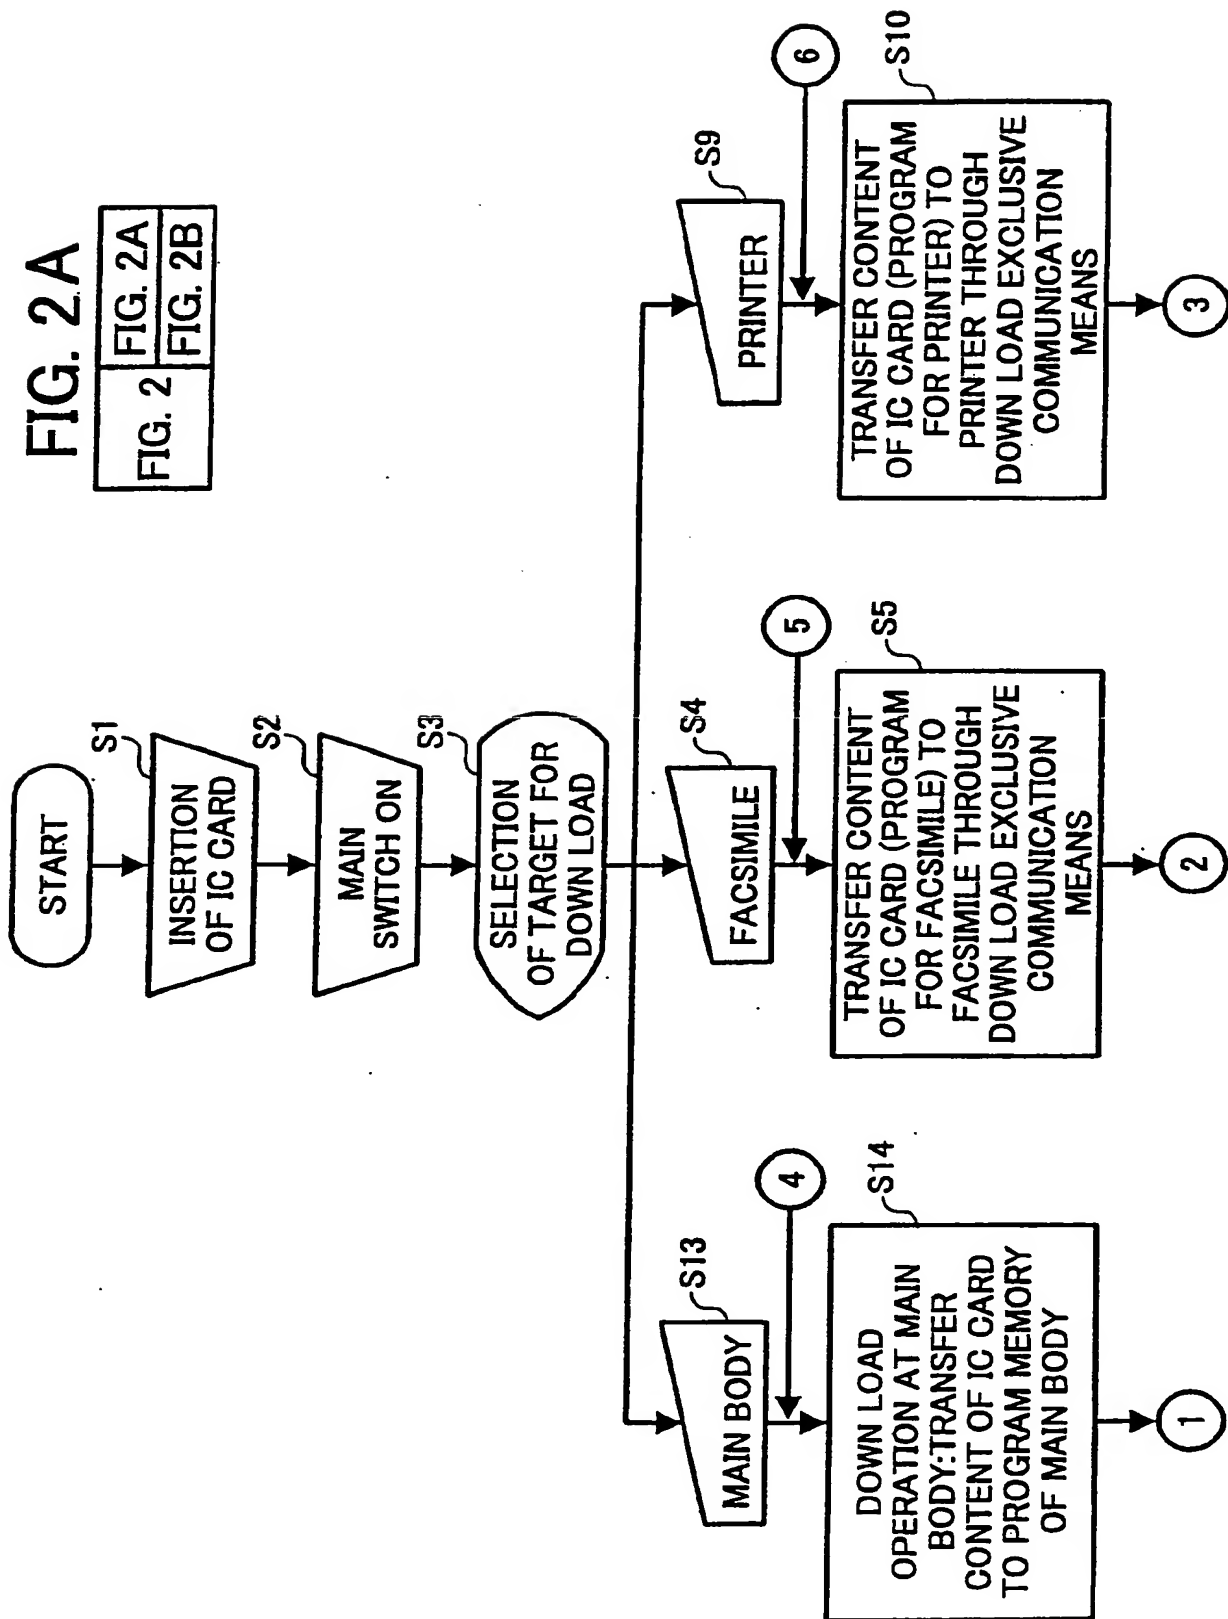 FIG. 2A
FIG. 2
FIG. 2A
FIG. 2B
START
S1
INSERTION
OF IC CARD
S2
MAIN
SWITCH ON
S3
SELECTION
OF TARGET FOR
DOWN LOAD
S13
MAIN BODY
4
S14
DOWN LOAD
OPERATION AT MAIN
BODY:TRANSFER
CONTENT OF IC CARD
TO PROGRAM MEMORY
OF MAIN BODY
1
S4
FACSIMILE
5
S5
TRANSFER CONTENT
OF IC CARD (PROGRAM
FOR FACSIMILE) TO
FACSIMILE THROUGH
DOWN LOAD EXCLUSIVE
COMMUNICATION
MEANS
2
S9
PRINTER
6
S10
TRANSFER CONTENT
OF IC CARD (PROGRAM
FOR PRINTER) TO
PRINTER THROUGH
DOWN LOAD EXCLUSIVE
COMMUNICATION
MEANS
3